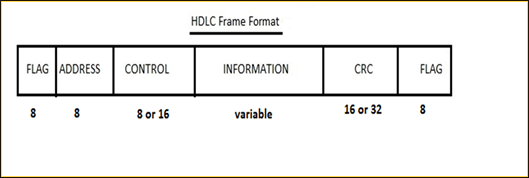 HDLC Frame Format
FLAG ADDRESS CONTROL INFORMATION CRC FLAG
8 8 8 or 16 variable 16 or 32 8